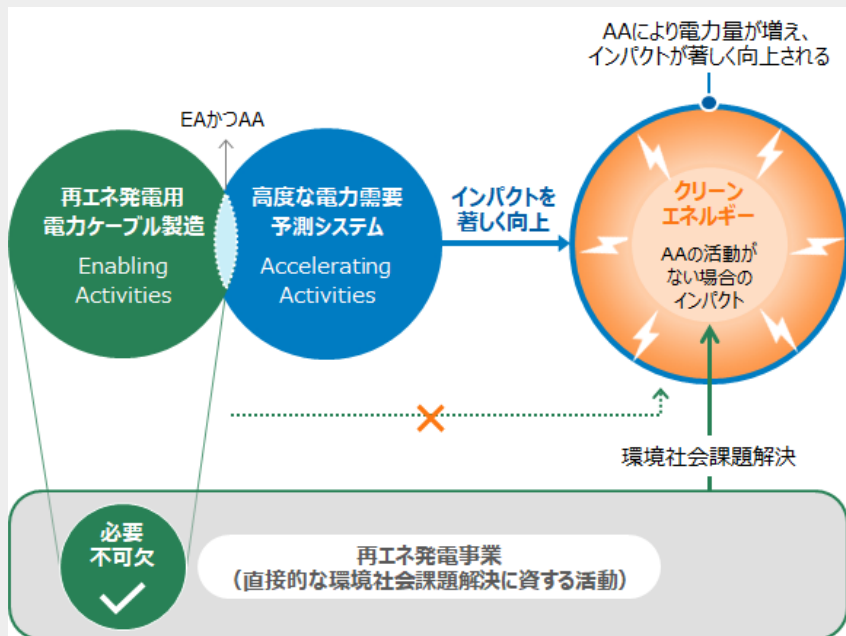 AAにより電力量が増え、
インパクトが著しく向上される
EAかつAA
再エネ発電用
電力ケーブル製造
Enabling
Activities
高度な電力需要
予測システム
Accelerating
Activities
インパクトを
著しく向上
クリーン
エネルギー
AAの活動が
ない場合の
インパクト
環境社会課題解決
必要
不可欠
再エネ発電事業
（直接的な環境社会課題解決に資する活動）